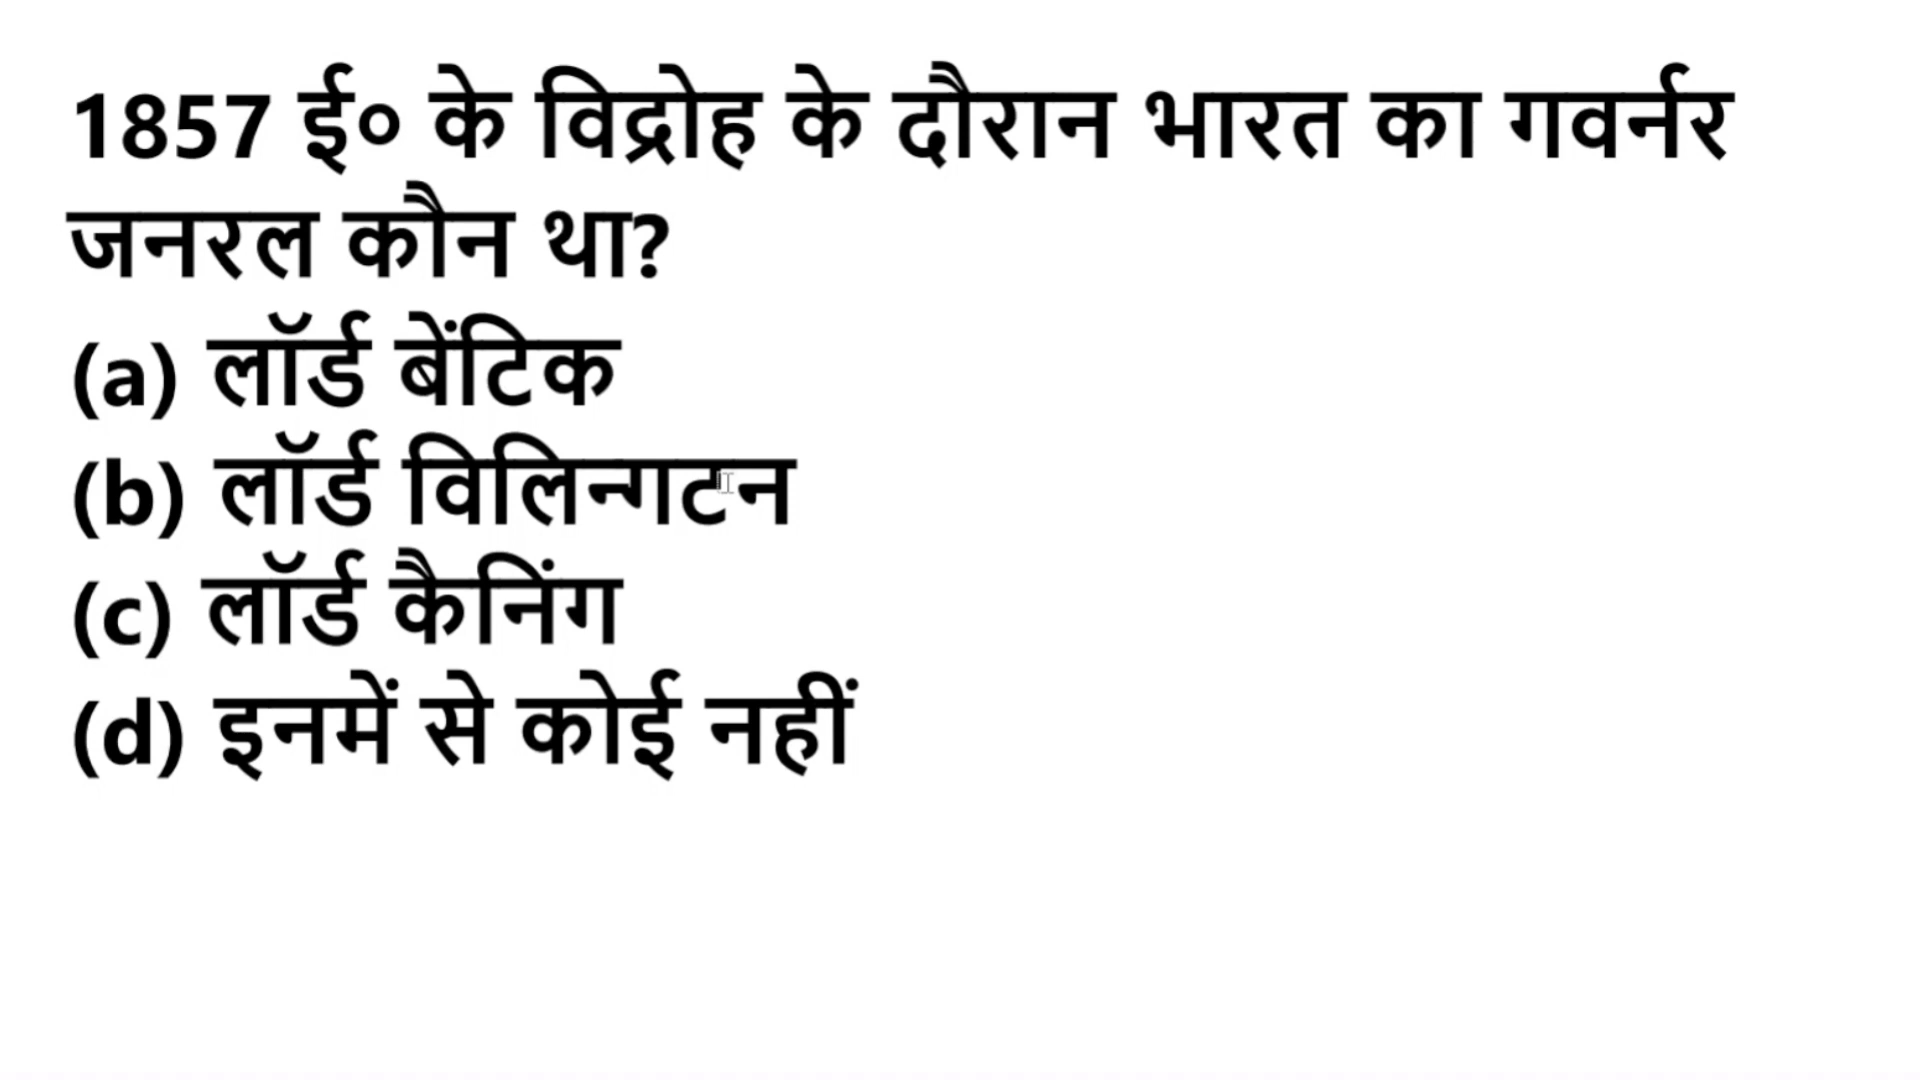 1857 ई० के विद्रोह के दौरान भारत का गवर्नर
जनरल कौन था?
(a) लॉर्ड बेंटिक
(b) लॉर्ड विलिन्गटन
(c) लॉर्ड कैनिंग
(d) इनमें से कोई नहीं